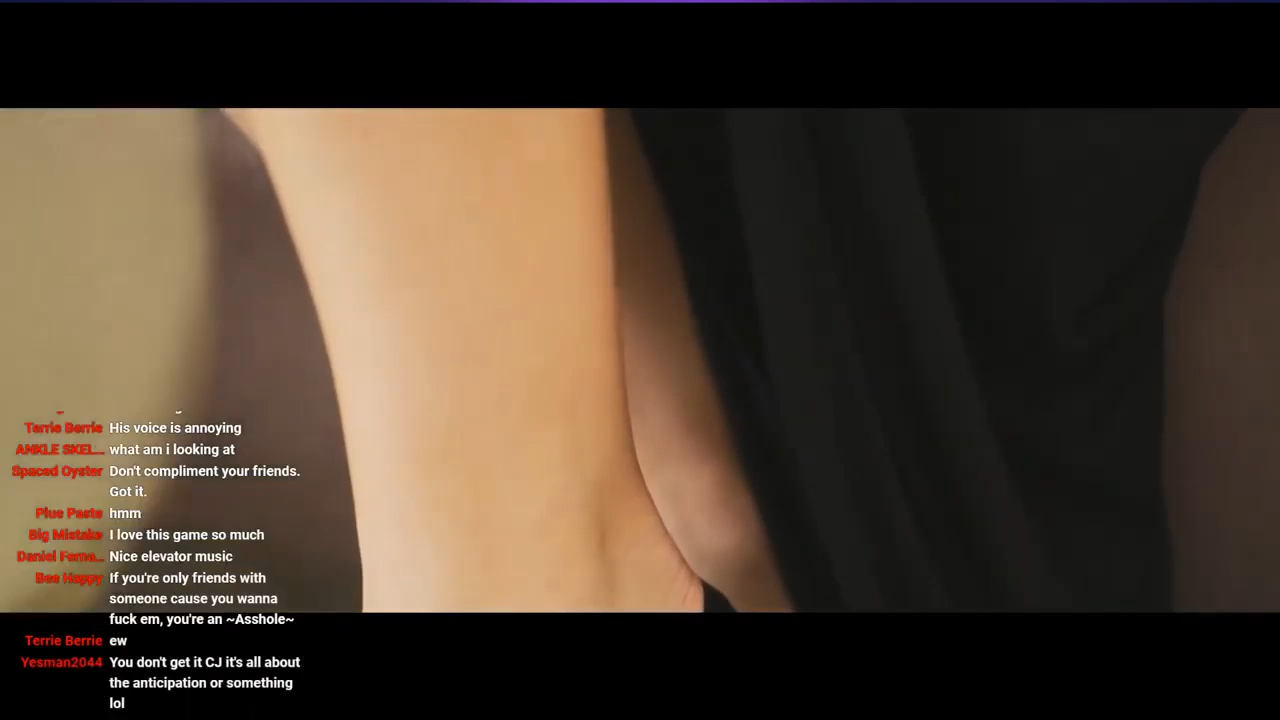 Terrie Berrie His voice is annoying
ANKLE SKEL... what am i looking at
Spaced Oyster Don't compliment your friends.
Got it.
Plue Paste hmm
Big Mistake I love this game so much
Daniel Forna... Nice elevator music
Bee Happy If you're only friends with
someone cause you wanna
fuck em, you're an ~Asshole~
Terrie Berrie ew
Yesman2044 You don't get it CJ it's all about
the anticipation or something
lol